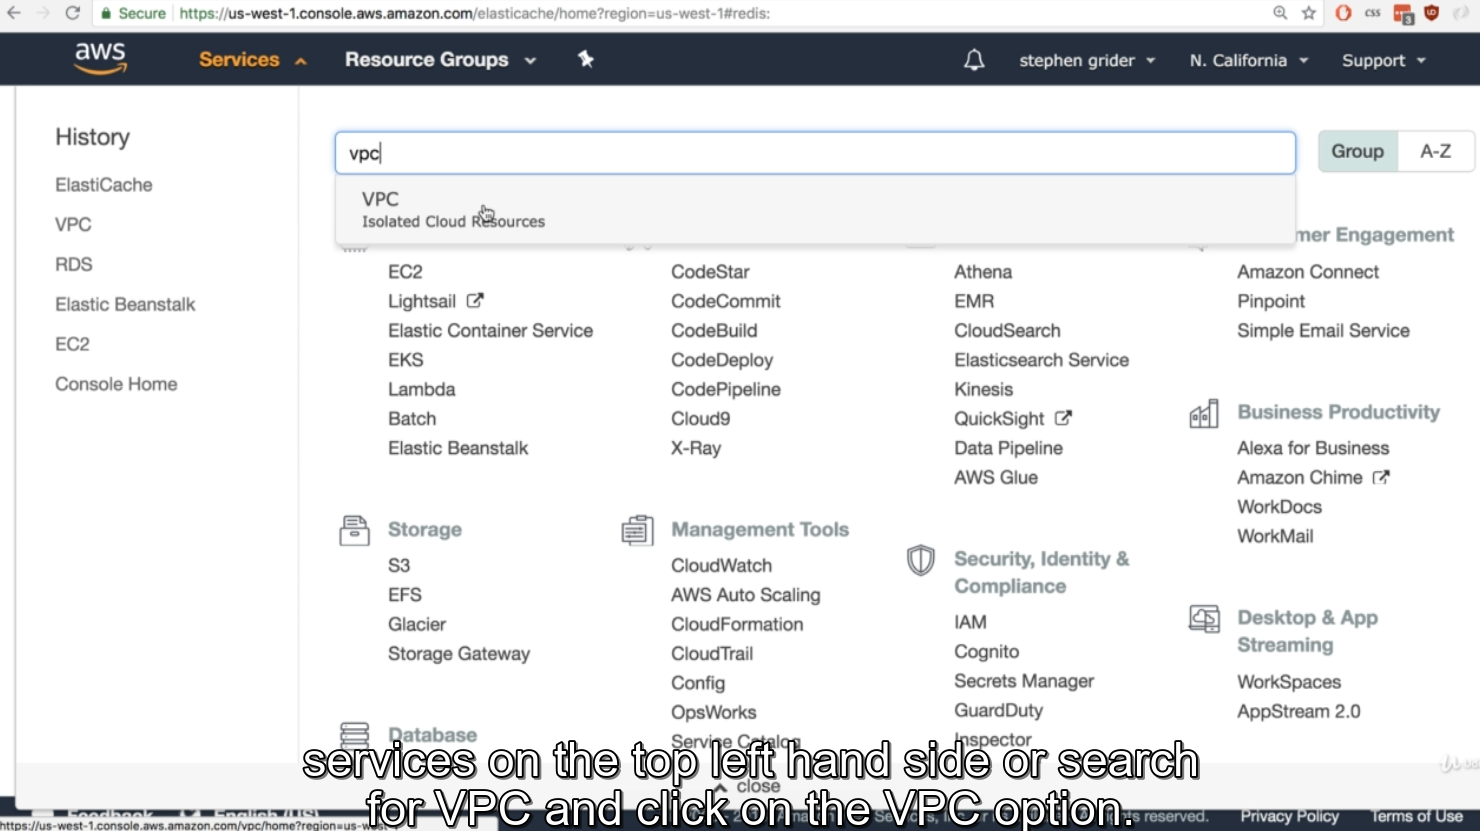 Secure https://us-west-1.console.aws.amazon.com/elasticache/home?region=us-west-1#redis: css 3
aws Services Resource Groups stephen grider N. California Support
History
ElastiCache
VPC
RDS
Elastic Beanstalk
EC2
Console Home
vpc
Group A-Z
VPC
Isolated Cloud Resources
EC2
Lightsail
Elastic Container Service
EKS
Lambda
Batch
Elastic Beanstalk
Storage
S3
EFS
Glacier
Storage Gateway
Database
CodeStar
CodeCommit
CodeBuild
CodeDeploy
CodePipeline
Cloud9
X-Ray
Management Tools
CloudWatch
AWS Auto Scaling
CloudFormation
CloudTrail
Config
OpsWorks
Service Catalog
Athena
EMR
CloudSearch
Elasticsearch Service
Kinesis
QuickSight
Data Pipeline
AWS Glue
Security, Identity &
Compliance
IAM
Cognito
Secrets Manager
GuardDuty
Inspector
mer Engagement
Amazon Connect
Pinpoint
Simple Email Service
Business Productivity
Alexa for Business
Amazon Chime
WorkDocs
WorkMail
Desktop & App
Streaming
WorkSpaces
AppStream 2.0
services on the top left hand side or search
close
for VPC and click on the VPC option.
Feedback English (US) reserved. Privacy Policy Terms of Use
https://us-west-1.console.aws.amazon.com/vpc/home?region=us-west-1